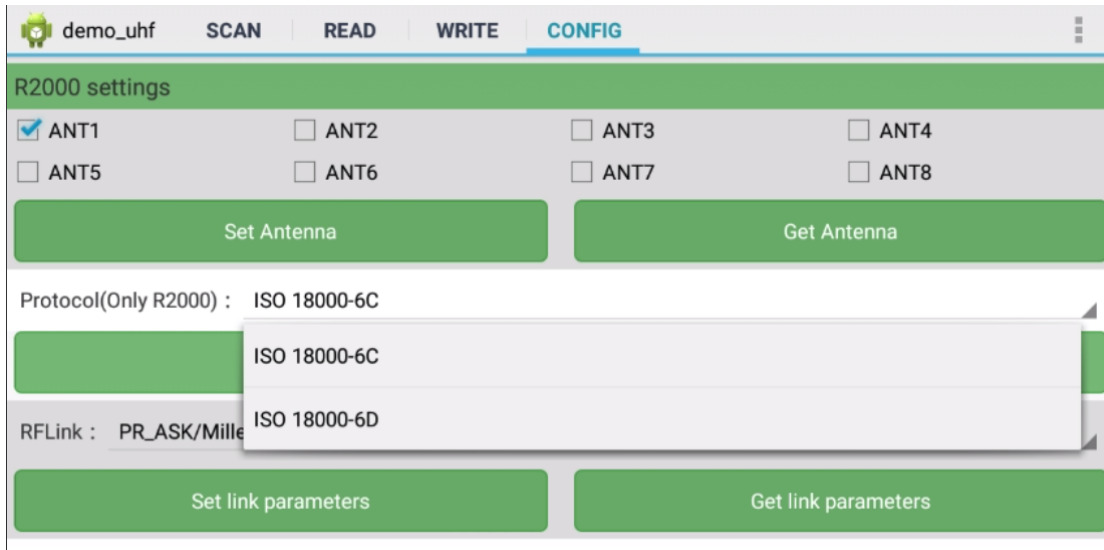 demo_uhf SCAN READ WRITE CONFIG
R2000 settings
ANT1 ANT2 ANT3 ANT4
ANT5 ANT6 ANT7 ANT8
Set Antenna Get Antenna
Protocol(Only R2000) : ISO 18000-6C
ISO 18000-6C
ISO 18000-6D
RFLink : PR_ASK/Mille
Set link parameters Get link parameters